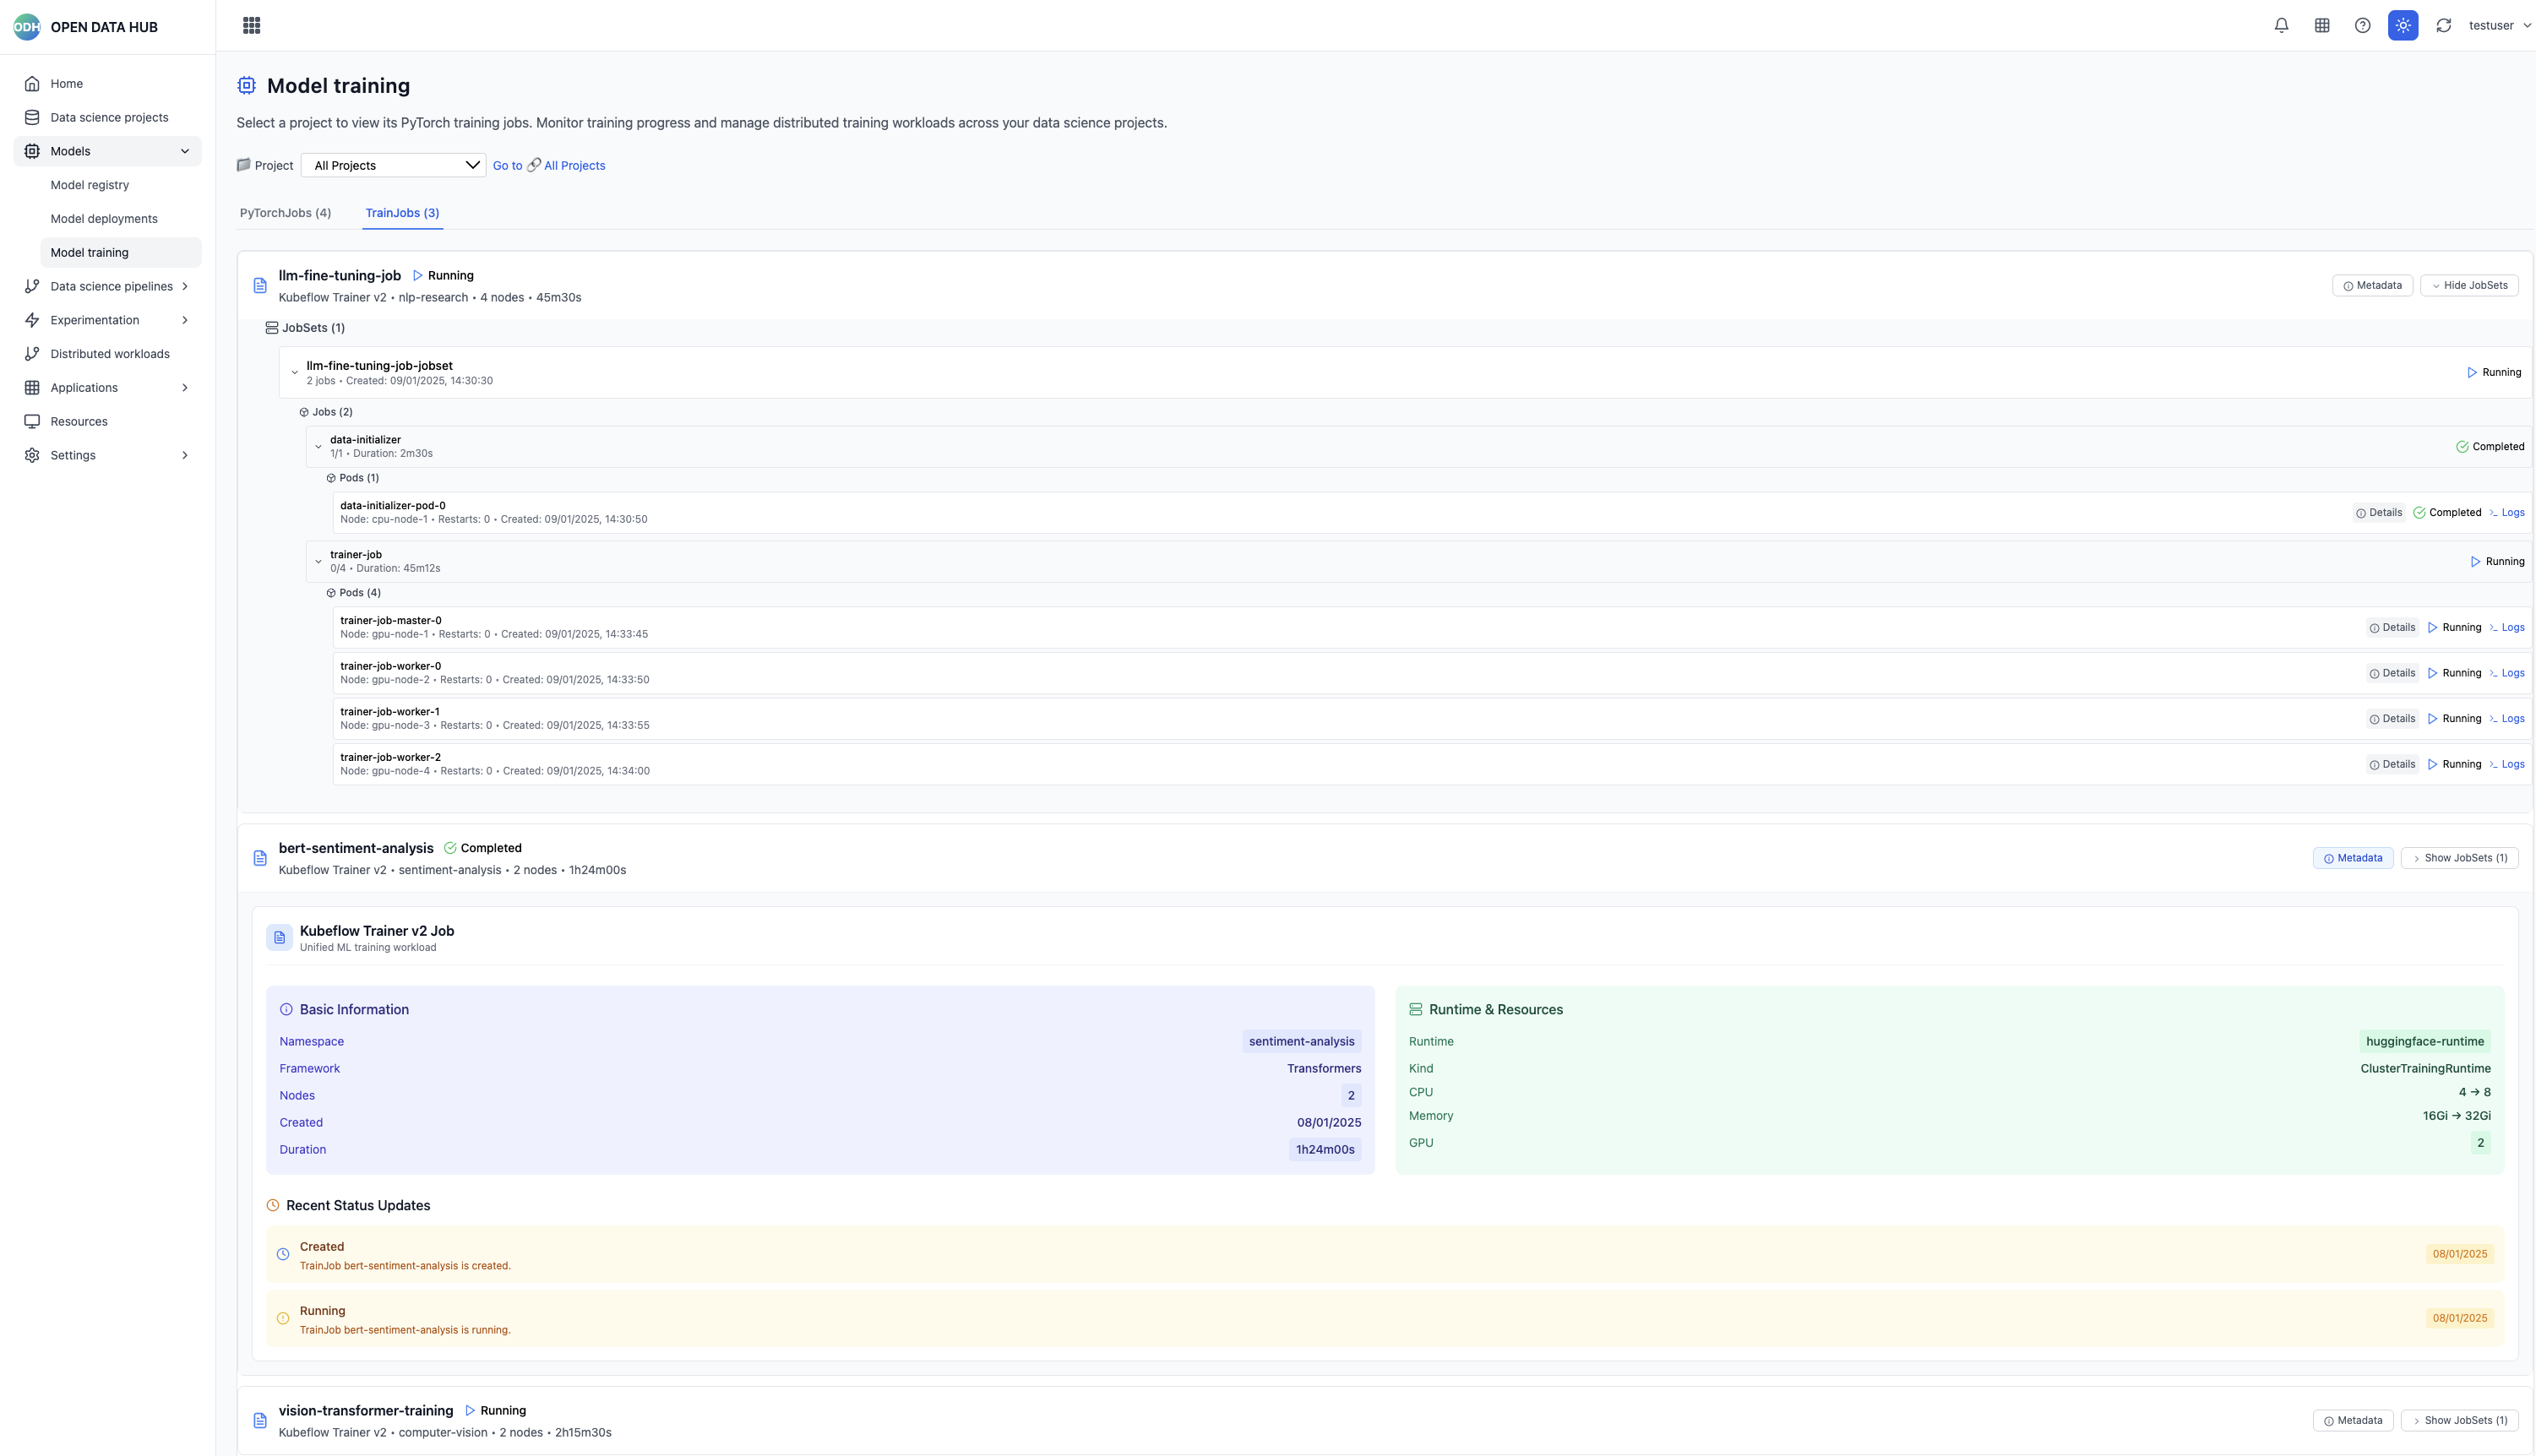 ODH OPEN DATA HUB
Home
Data science projects
Models
Model registry
Model deployments
Model training
Data science pipelines
Experimentation
Distributed workloads
Applications
Resources
Settings
testuser
Model training
Select a project to view its PyTorch training jobs. Monitor training progress and manage distributed training workloads across your data science projects.
Project All Projects Go to All Projects
PyTorchJobs (4) TrainJobs (3)
llm-fine-tuning-job Running
Kubeflow Trainer v2 • nlp-research • 4 nodes • 45m30s
Metadata Hide JobSets
JobSets (1)
llm-fine-tuning-job-jobset
2 jobs • Created: 09/01/2025, 14:30:30
Running
Jobs (2)
data-initializer
1/1 • Duration: 2m30s
Completed
Pods (1)
data-initializer-pod-0
Node: cpu-node-1 • Restarts: 0 • Created: 09/01/2025, 14:30:50
Details Completed Logs
trainer-job
0/4 • Duration: 45m12s
Running
Pods (4)
trainer-job-master-0
Node: gpu-node-1 • Restarts: 0 • Created: 09/01/2025, 14:33:45
Details Running Logs
trainer-job-worker-0
Node: gpu-node-2 • Restarts: 0 • Created: 09/01/2025, 14:33:50
Details Running Logs
trainer-job-worker-1
Node: gpu-node-3 • Restarts: 0 • Created: 09/01/2025, 14:33:55
Details Running Logs
trainer-job-worker-2
Node: gpu-node-4 • Restarts: 0 • Created: 09/01/2025, 14:34:00
Details Running Logs
bert-sentiment-analysis Completed
Kubeflow Trainer v2 • sentiment-analysis • 2 nodes • 1h24m00s
Metadata Show JobSets (1)
Kubeflow Trainer v2 Job
Unified ML training workload
Basic Information
Namespace sentiment-analysis
Framework Transformers
Nodes 2
Created 08/01/2025
Duration 1h24m00s
Runtime & Resources
Runtime huggingface-runtime
Kind ClusterTrainingRuntime
CPU 4 → 8
Memory 16Gi → 32Gi
GPU 2
Recent Status Updates
Created
TrainJob bert-sentiment-analysis is created.
08/01/2025
Running
TrainJob bert-sentiment-analysis is running.
08/01/2025
vision-transformer-training Running
Kubeflow Trainer v2 • computer-vision • 2 nodes • 2h15m30s
Metadata Show JobSets (1)